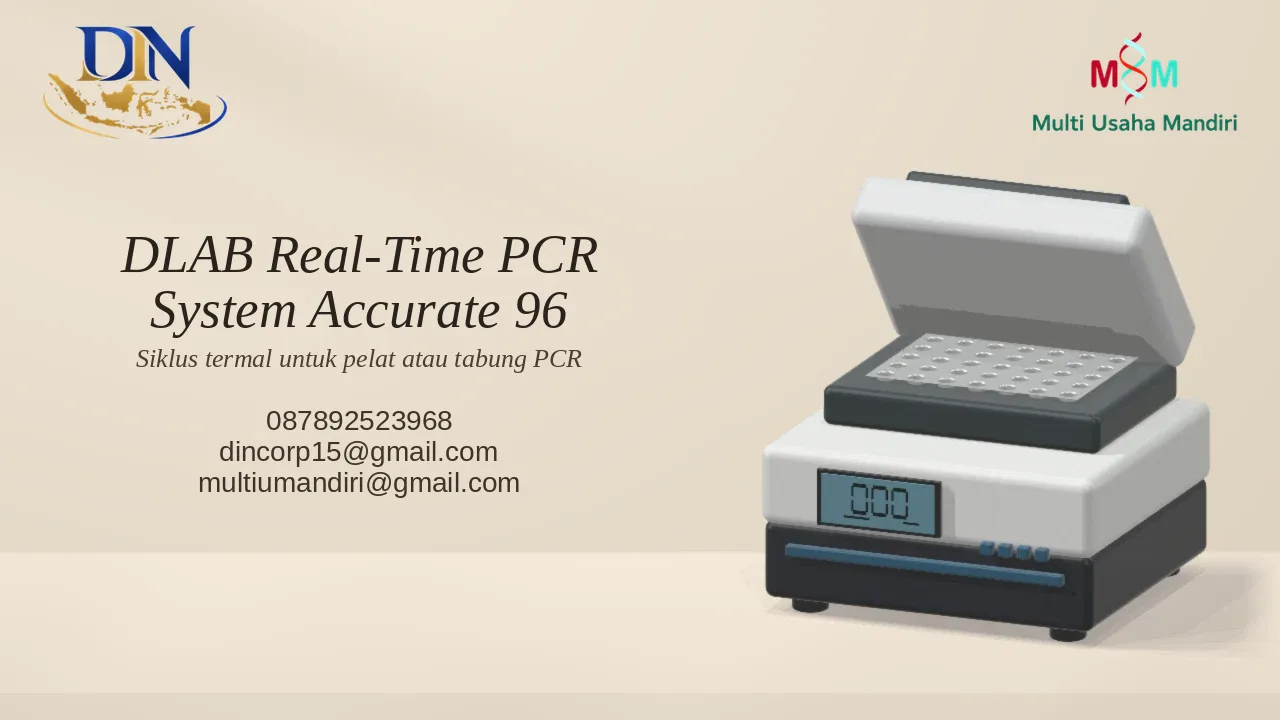 DIN
MSM
Multi Usaha Mandiri
DLAB Real-Time PCR
System Accurate 96
Siklus termal untuk pelat atau tabung PCR
087892523968
dincorp15@gmail.com
multiumandiri@gmail.com
000